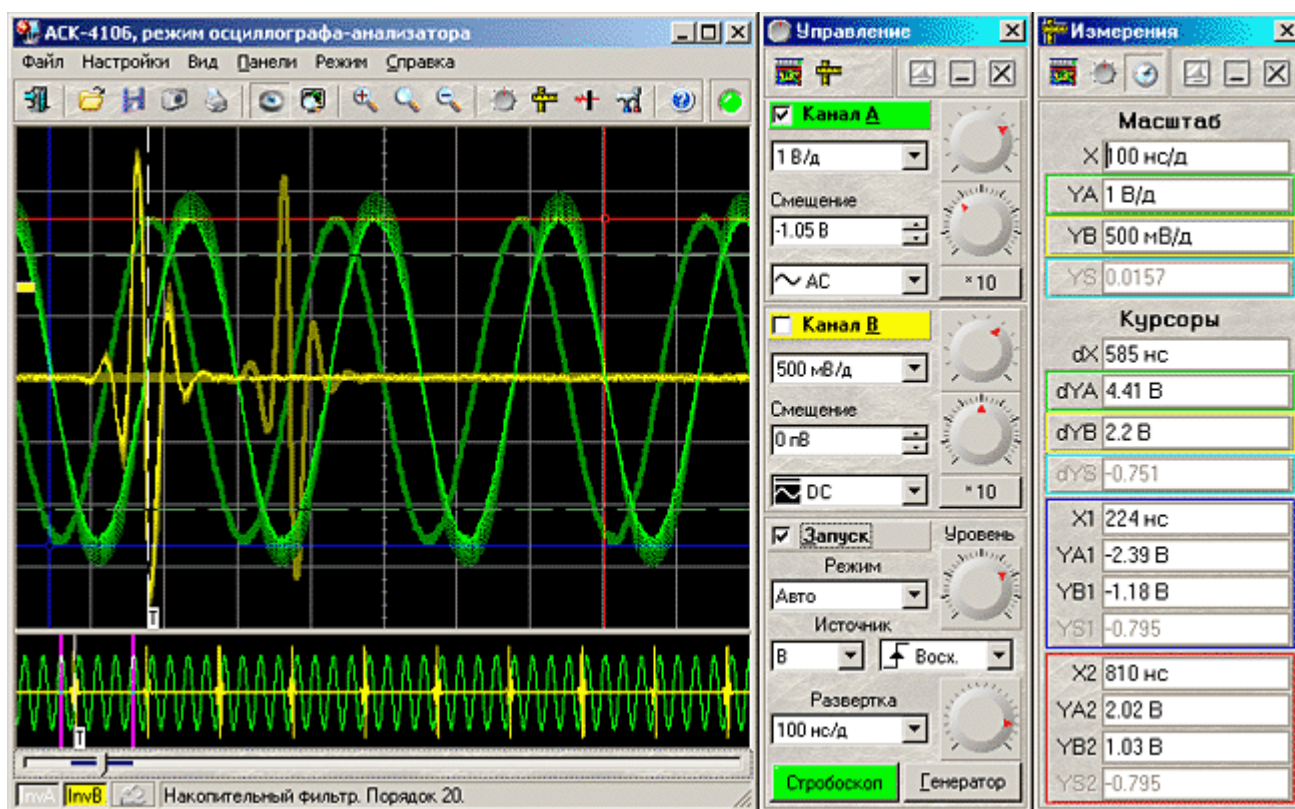 АСК-4106, режим осциллографа-анализатора
Файл Настройки Вид Панели Режим Справка
T
T
InvA InvB Накопительный фильтр. Порядок 20.
Управление
Канал А
1 В/д
Смещение
-1.05 В
AC × 10
Канал В
500 мВ/д
Смещение
0 пВ
DC × 10
Запуск Уровень
Режим
Авто
Источник
В Восх.
Развертка
100 нс/д
Стробоскоп Генератор
Измерения
Масштаб
X 100 нс/д
YA 1 В/д
YB 500 мВ/д
YS 0.0157
Курсоры
dX 585 нс
dYA 4.41 В
dYB 2.2 В
dYS -0.751
X1 224 нс
YA1 -2.39 В
YB1 -1.18 В
YS1 -0.795
X2 810 нс
YA2 2.02 В
YB2 1.03 В
YS2 -0.795